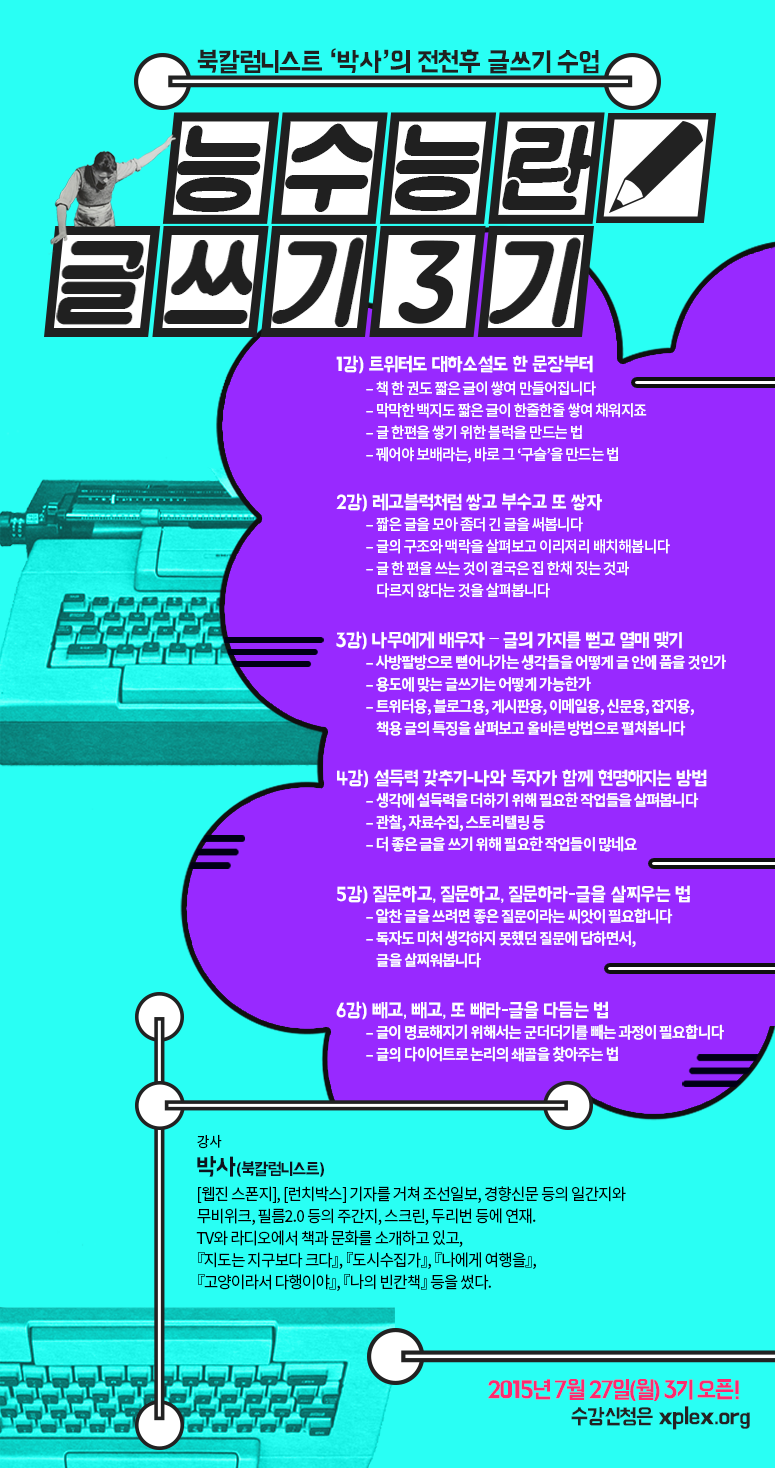 북칼럼니스트 ‘박사’의 전천후 글쓰기 수업
능수능란
글쓰기3기
1강) 트위터도 대하소설도 한 문장부터
– 책 한 권도 짧은 글이 쌓여 만들어집니다
– 막막한 백지도 짧은 글이 한줄한줄 쌓여 채워지죠
– 글 한편을 쌓기 위한 블럭을 만드는 법
– 꿰어야 보배라는, 바로 그 ‘구슬’을 만드는 법
2강) 레고블럭처럼 쌓고 부수고 또 쌓자
– 짧은 글을 모아 좀더 긴 글을 써봅니다
– 글의 구조와 맥락을 살펴보고 이리저리 배치해봅니다
– 글 한 편을 쓰는 것이 결국은 집 한채 짓는 것과
다르지 않다는 것을 살펴봅니다
3강) 나무에게 배우자 – 글의 가지를 뻗고 열매 맺기
– 사방팔방으로 뻗어나가는 생각들을 어떻게 글 안에 품을 것인가
– 용도에 맞는 글쓰기는 어떻게 가능한가
– 트위터용, 블로그용, 게시판용, 이메일용, 신문용, 잡지용,
책용 글의 특징을 살펴보고 올바른 방법으로 펼쳐봅니다
4강) 설득력 갖추기-나와 독자가 함께 현명해지는 방법
– 생각에 설득력을 더하기 위해 필요한 작업들을 살펴봅니다
– 관찰, 자료수집, 스토리텔링 등
– 더 좋은 글을 쓰기 위해 필요한 작업들이 많네요
5강) 질문하고, 질문하고, 질문하라-글을 살찌우는 법
– 알찬 글을 쓰려면 좋은 질문이라는 씨앗이 필요합니다
– 독자도 미처 생각하지 못했던 질문에 답하면서,
글을 살찌워봅니다
6강) 빼고, 빼고, 또 빼라-글을 다듬는 법
– 글이 명료해지기 위해서는 군더더기를 빼는 과정이 필요합니다
– 글의 다이어트로 논리의 쇄골을 찾아주는 법
강사
박사(북칼럼니스트)
[웹진 스폰지], [런치박스] 기자를 거쳐 조선일보, 경향신문 등의 일간지와
무비위크, 필름2.0 등의 주간지, 스크린, 두리번 등에 연재.
TV와 라디오에서 책과 문화를 소개하고 있고,
『지도는 지구보다 크다』, 『도시수집가』, 『나에게 여행을』,
『고양이라서 다행이야』, 『나의 빈칸책』 등을 썼다.
2015년 7월 27일(월) 3기 오픈!
수강신청은 xplex.org